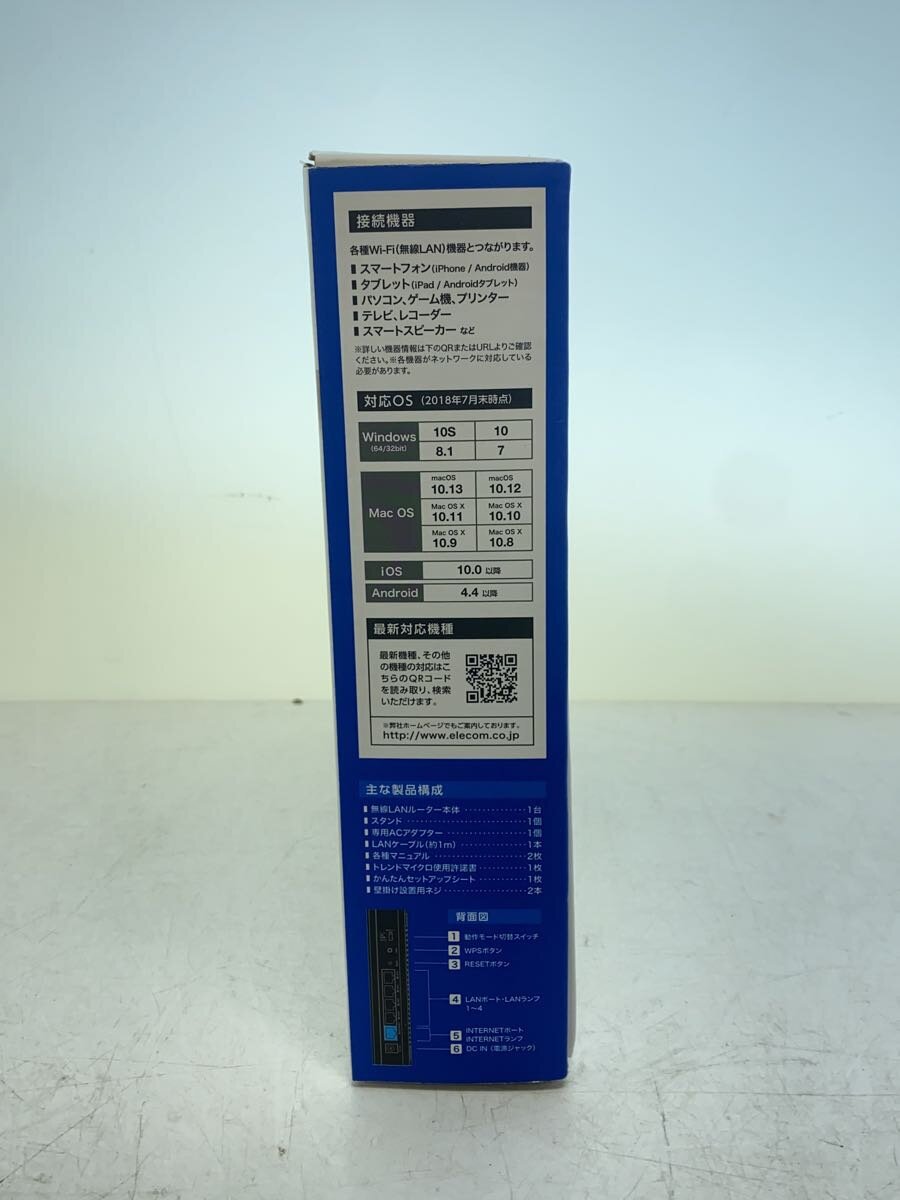 接続機器
各種Wi-Fi(無線LAN)機器とつながります。
スマートフォン(iPhone / Android機器)
タブレット(iPad / Androidタブレット)
パソコン、ゲーム機、プリンター
テレビ、レコーダー
スマートスピーカー など
※詳しい機器情報は下のQRまたはURLよりご確認
ください。※各機器がネットワークに対応している
必要があります。
対応OS (2018年7月末時点)
Windows (64/32bit) 10S 10
8.1 7
Mac OS macOS 10.13 macOS 10.12
Mac OS X 10.11 Mac OS X 10.10
Mac OS X 10.9 Mac OS X 10.8
iOS 10.0 以降
Android 4.4 以降
最新対応機種
最新機種、その他
の機種の対応はこ
ちらのQRコード
を読み取り、検索
いただけます。
※弊社ホームページでもご案内しております。
http://www.elecom.co.jp
主な製品構成
無線LANルーター本体 ・・・・・・・・・・・・・ 1台
スタンド ・・・・・・・・・・・・・・・・・・・・・・ 1個
専用ACアダプター ・・・・・・・・・・・・・・・・ 1個
LANケーブル(約1m) ・・・・・・・・・・・・・・ 1本
各種マニュアル ・・・・・・・・・・・・・・・・・・ 2枚
トレンドマイクロ使用許諾書 ・・・・・・・・・ 1枚
かんたんセットアップシート ・・・・・・・・・ 1枚
壁掛け設置用ネジ ・・・・・・・・・・・・・・・・ 2本
背面図
1 動作モード切替スイッチ
2 WPSボタン
3 RESETボタン
4 LANポート・LANランプ
1~4
5 INTERNETポート
INTERNETランプ
6 DC IN (電源ジャック)